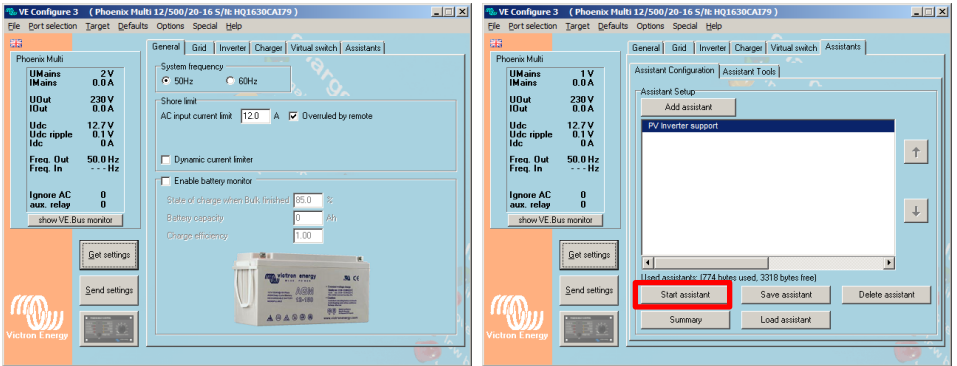 VE Configure 3 ( Phoenix Multi 12/500/20-16 S/N: HQ1630CAI79 )
File Port selection Target Defaults Options Special Help
Phoenix Multi
UMains 2 V
IMains 0.0 A
UOut 230 V
IOut 0.0 A
Udc 12.7 V
Udc ripple 0.1 V
Idc 0 A
Freq. Out 50.0 Hz
Freq. In - - - Hz
Ignore AC 0
aux. relay 0
show VE.Bus monitor
Get settings
Send settings
Victron Energy
General Grid Inverter Charger Virtual switch Assistants
System frequency
50Hz 60Hz
Shore limit
AC input current limit 12.0 A Overruled by remote
Dynamic current limiter
Enable battery monitor
State of charge when Bulk finished 85.0 %
Battery capacity 0 Ah
Charge efficiency 1.00
victron energy
AGM
12-165
VE Configure 3 ( Phoenix Multi 12/500/20-16 S/N: HQ1630CAI79 )
File Port selection Target Defaults Options Special Help
Phoenix Multi
UMains 1 V
IMains 0.0 A
UOut 230 V
IOut 0.0 A
Udc 12.7 V
Udc ripple 0.1 V
Idc 0 A
Freq. Out 50.0 Hz
Freq. In - - - Hz
Ignore AC 0
aux. relay 0
show VE.Bus monitor
Get settings
Send settings
Victron Energy
General Grid Inverter Charger Virtual switch Assistants
Assistant Configuration Assistant Tools
Assistant Setup
Add assistant
PV Inverter support
Used assistants: (774 bytes used, 3318 bytes free)
Start assistant Save assistant Delete assistant
Summary Load assistant